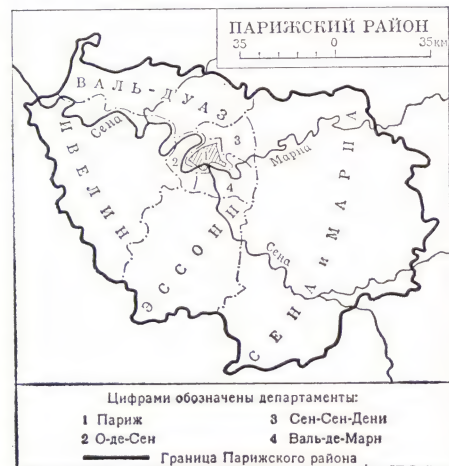 ПАРИЖСКИЙ РАЙОН
35 0 35км
ВАЛЬ-ДУАЗ
Сена
3
Марна
2
1
4
ИВЕЛИН
ЭССОНН
Сена
СЕНА и МАРНА
Цифрами обозначены департаменты:
1 Париж
2 О-де-Сен
3 Сен-Сен-Дени
4 Валь-де-Марн
Граница Парижского района